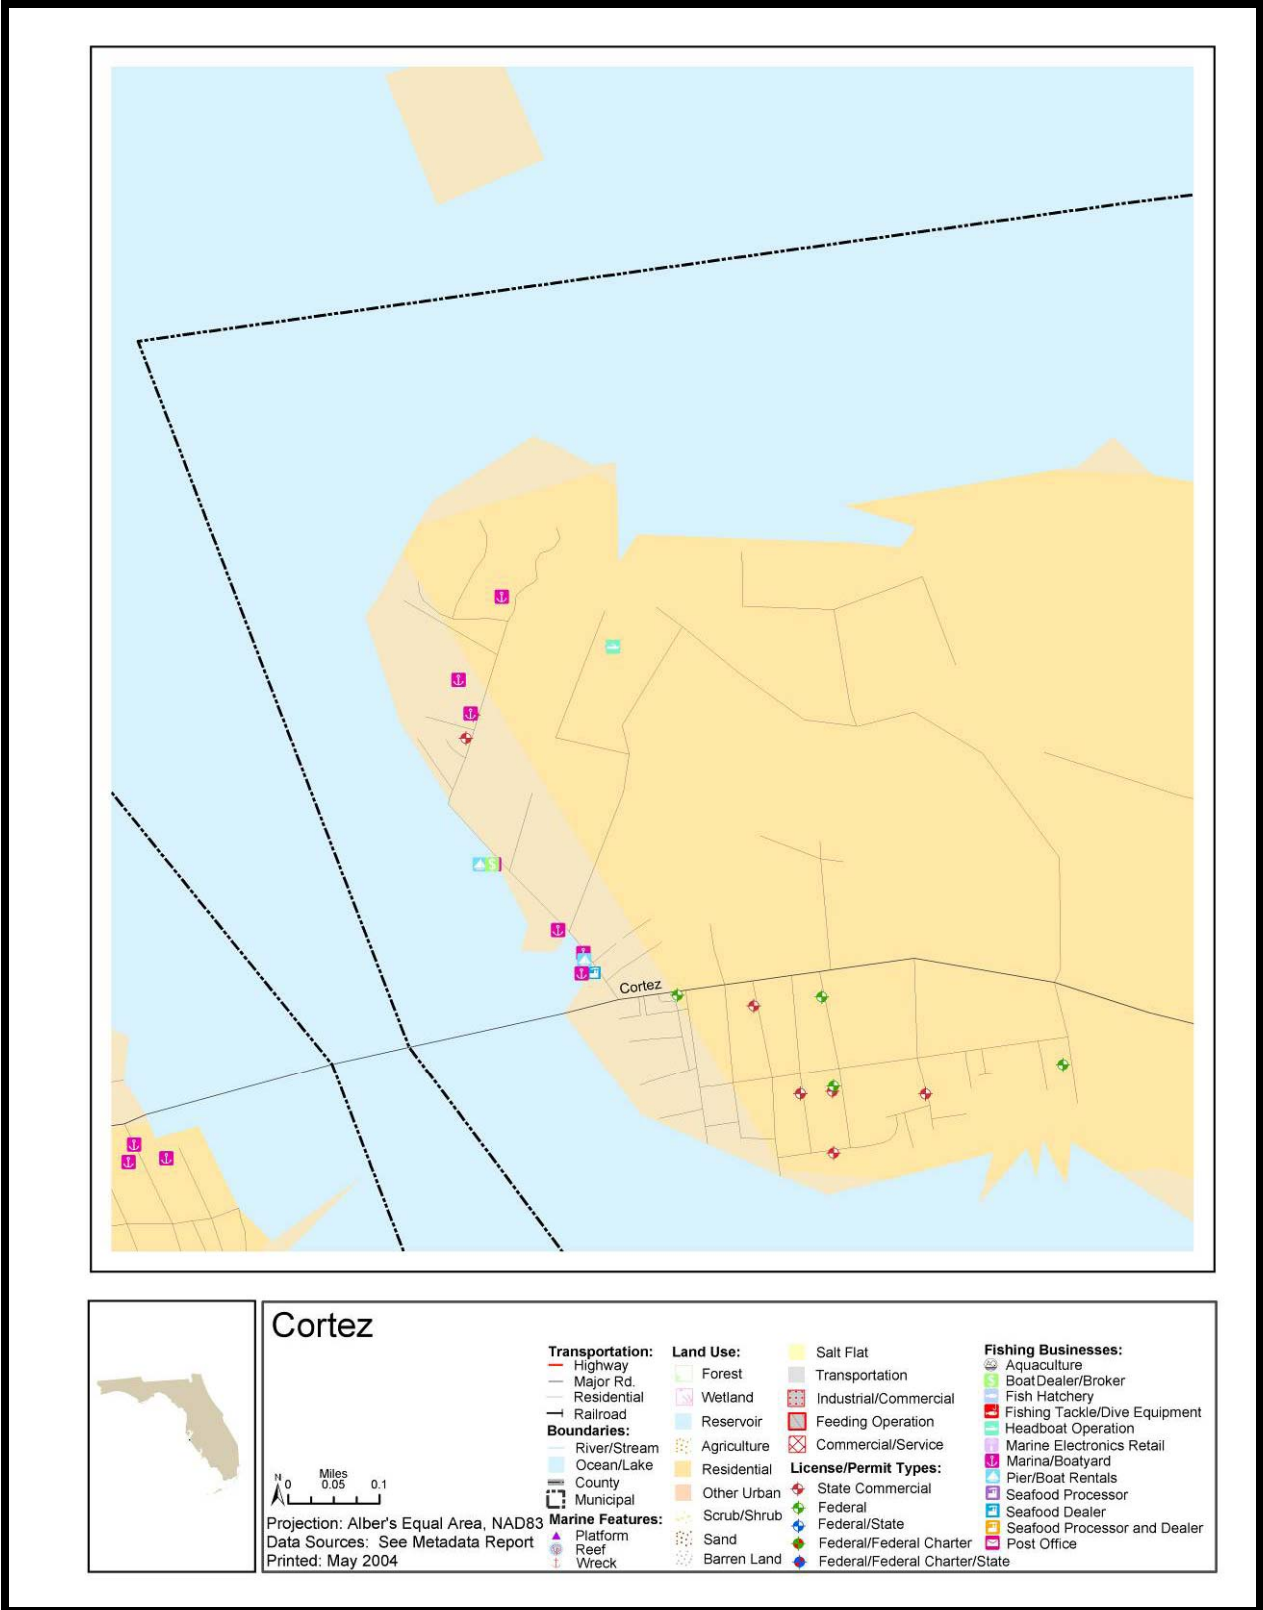 Cortez
Cortez
N
Miles
0 0.05 0.1
Projection: Alber's Equal Area, NAD83
Data Sources: See Metadata Report
Printed: May 2004
Transportation:
Highway
Major Rd.
Residential
Railroad
Boundaries:
River/Stream
Ocean/Lake
County
Municipal
Marine Features:
Platform
Reef
Wreck
Land Use:
Forest
Wetland
Reservoir
Agriculture
Residential
Other Urban
Scrub/Shrub
Sand
Barren Land
Salt Flat
Transportation
Industrial/Commercial
Feeding Operation
Commercial/Service
License/Permit Types:
State Commercial
Federal
Federal/State
Federal/Federal Charter
Federal/Federal Charter/State
Fishing Businesses:
Aquaculture
BoatDealer/Broker
Fish Hatchery
Fishing Tackle/Dive Equipment
Headboat Operation
Marine Electronics Retail
Marina/Boatyard
Pier/Boat Rentals
Seafood Processor
Seafood Dealer
Seafood Processor and Dealer
Post Office